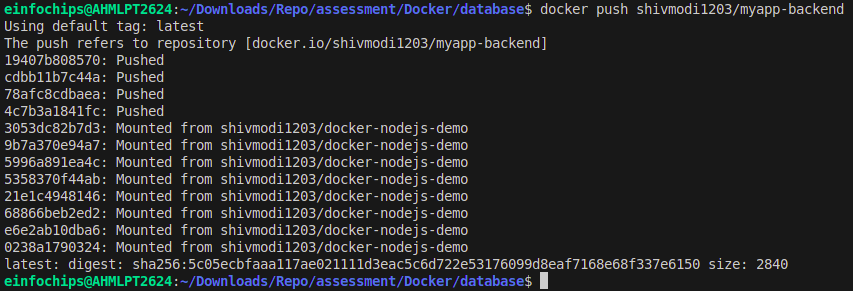 einfochips@AHMLPT2624:~/Downloads/Repo/assessment/Docker/database$ docker push shivmodi1203/myapp-backend
Using default tag: latest
The push refers to repository [docker.io/shivmodi1203/myapp-backend]
19407b808570: Pushed
cdbb11b7c44a: Pushed
78afc8cdbaea: Pushed
4c7b3a1841fc: Pushed
3053dc82b7d3: Mounted from shivmodi1203/docker-nodejs-demo
9b7a370e94a7: Mounted from shivmodi1203/docker-nodejs-demo
5996a891ea4c: Mounted from shivmodi1203/docker-nodejs-demo
5358370f44ab: Mounted from shivmodi1203/docker-nodejs-demo
21e1c4948146: Mounted from shivmodi1203/docker-nodejs-demo
68866beb2ed2: Mounted from shivmodi1203/docker-nodejs-demo
e6e2ab10dba6: Mounted from shivmodi1203/docker-nodejs-demo
0238a1790324: Mounted from shivmodi1203/docker-nodejs-demo
latest: digest: sha256:5c05ecbfaaa117ae021111d3eac5c6d722e53176099d8eaf7168e68f337e6150 size: 2840
einfochips@AHMLPT2624:~/Downloads/Repo/assessment/Docker/database$